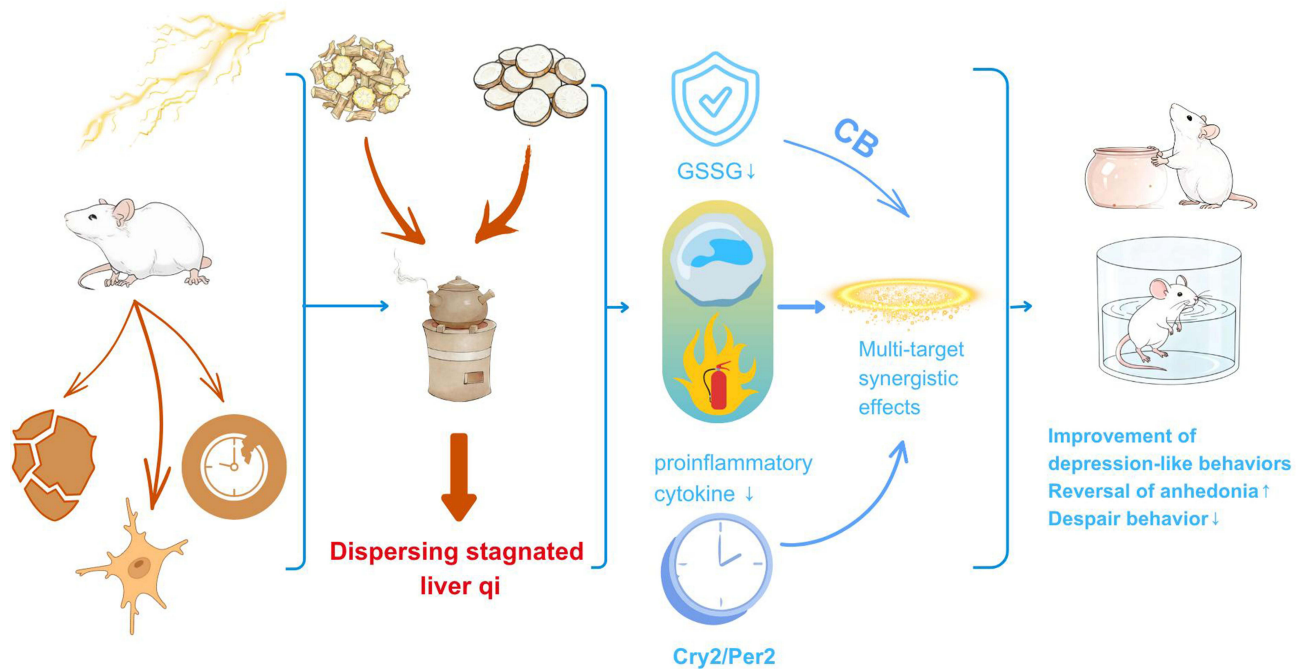 Dispersing stagnated
liver qi
GSSG↓
CB
proinflammatory
cytokine ↓
Cry2/Per2
Multi-target
synergistic
effects
Improvement of
depression-like behaviors
Reversal of anhedonia↑
Despair behavior↓